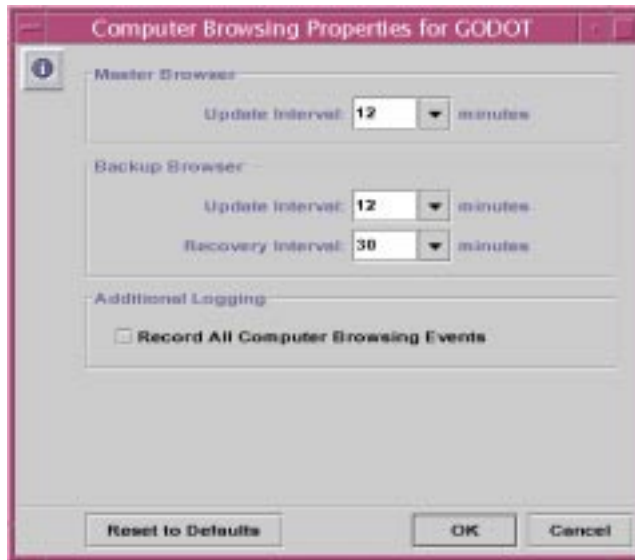 Computer Browsing Properties for GODOT
Master Browser
Update Interval: 12 minutes
Backup Browser
Update Interval: 12 minutes
Recovery Interval: 30 minutes
Additional Logging
Record All Computer Browsing Events
Reset to Defaults OK Cancel